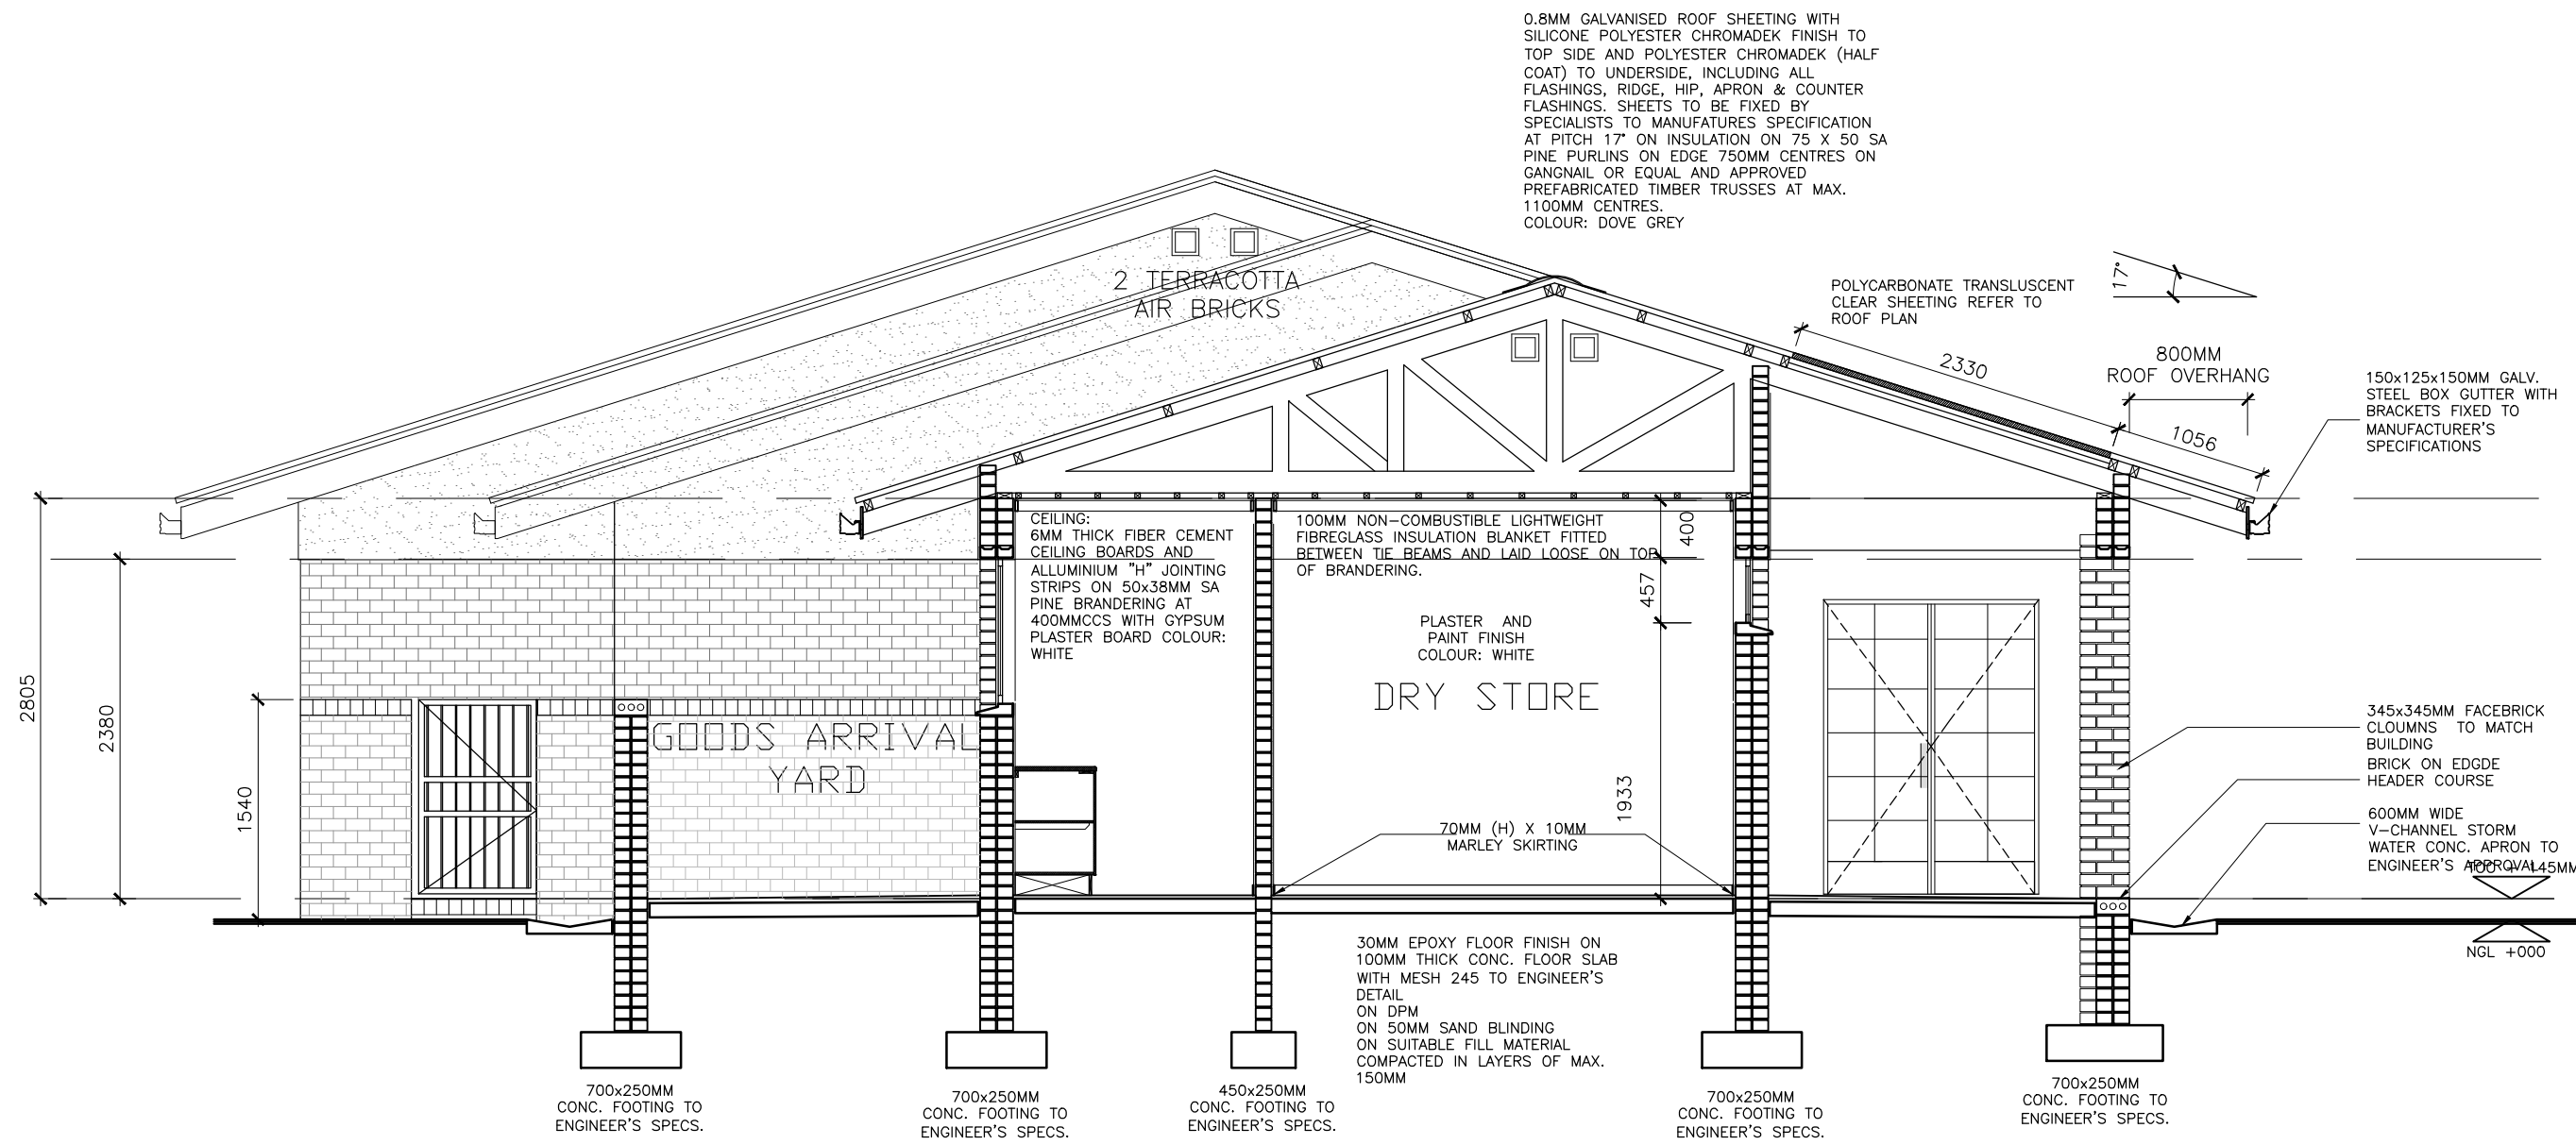 0.8MM GALVANISED ROOF SHEETING WITH
SILICONE POLYESTER CHROMADEK FINISH TO
TOP SIDE AND POLYESTER CHROMADEK (HALF
COAT) TO UNDERSIDE, INCLUDING ALL
FLASHINGS, RIDGE, HIP, APRON & COUNTER
FLASHINGS. SHEETS TO BE FIXED BY
SPECIALISTS TO MANUFATURES SPECIFICATION
AT PITCH 17° ON INSULATION ON 75 X 50 SA
PINE PURLINS ON EDGE 750MM CENTRES ON
GANGNAIL OR EQUAL AND APPROVED
PREFABRICATED TIMBER TRUSSES AT MAX.
1100MM CENTRES.
COLOUR: DOVE GREY
2 TERRACOTTA
AIR BRICKS
POLYCARBONATE TRANSLUSCENT
CLEAR SHEETING REFER TO
ROOF PLAN
17°
2330
800MM
ROOF OVERHANG
1056
150x125x150MM GALV.
STEEL BOX GUTTER WITH
BRACKETS FIXED TO
MANUFACTURER'S
SPECIFICATIONS
CEILING:
6MM THICK FIBER CEMENT
CEILING BOARDS AND
ALLUMINIUM "H" JOINTING
STRIPS ON 50x38MM SA
PINE BRANDERING AT
400MMCCS WITH GYPSUM
PLASTER BOARD COLOUR:
WHITE
100MM NON-COMBUSTIBLE LIGHTWEIGHT
FIBREGLASS INSULATION BLANKET FITTED
BETWEEN TIE BEAMS AND LAID LOOSE ON TOP
OF BRANDERING.
400
457
1933
PLASTER AND
PAINT FINISH
COLOUR: WHITE
DRY STORE
2805
2380
1540
GOODS ARRIVAL
YARD
70MM (H) X 10MM
MARLEY SKIRTING
345x345MM FACEBRICK
CLOUMNS TO MATCH
BUILDING
BRICK ON EDGDE
HEADER COURSE
600MM WIDE
V-CHANNEL STORM
WATER CONC. APRON TO
ENGINEER'S APPROVAL
+145MM
NGL +000
30MM EPOXY FLOOR FINISH ON
100MM THICK CONC. FLOOR SLAB
WITH MESH 245 TO ENGINEER'S
DETAIL
ON DPM
ON 50MM SAND BLINDING
ON SUITABLE FILL MATERIAL
COMPACTED IN LAYERS OF MAX.
150MM
700x250MM
CONC. FOOTING TO
ENGINEER'S SPECS.
700x250MM
CONC. FOOTING TO
ENGINEER'S SPECS.
450x250MM
CONC. FOOTING TO
ENGINEER'S SPECS.
700x250MM
CONC. FOOTING TO
ENGINEER'S SPECS.
700x250MM
CONC. FOOTING TO
ENGINEER'S SPECS.